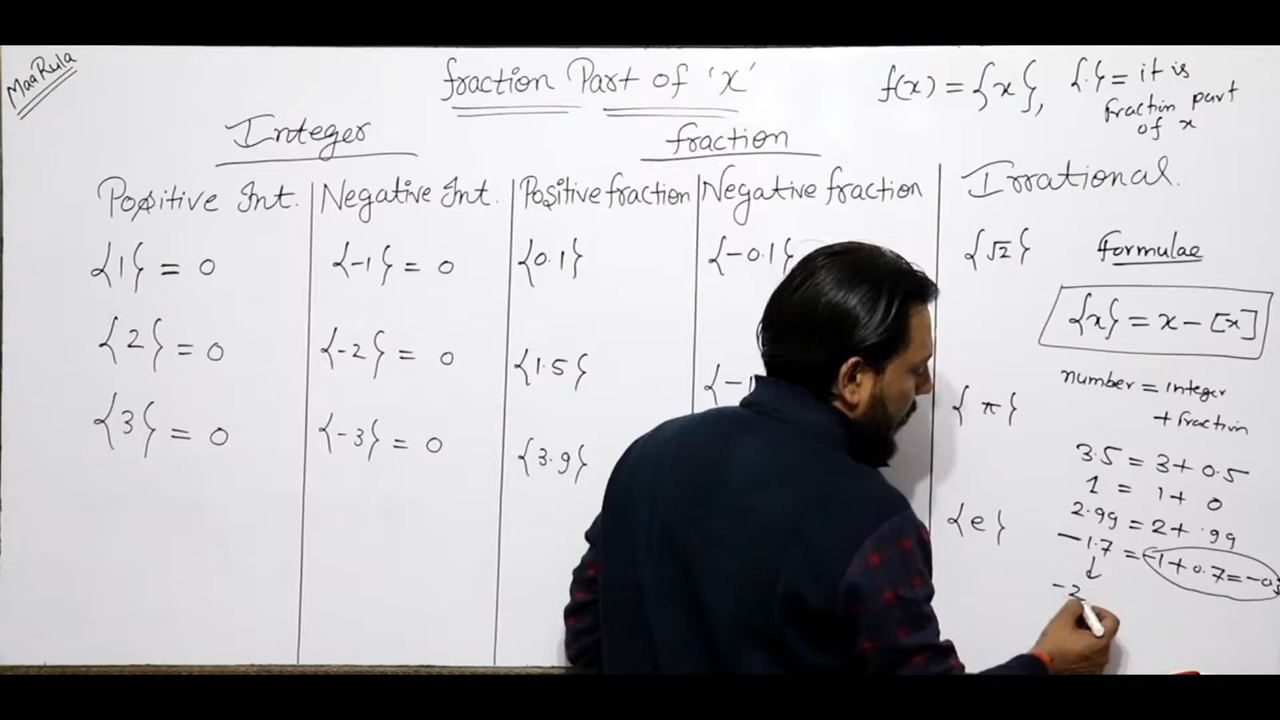 MaaRula
fraction Part of 'x'
f(x) = {x}, {.} = it is
fraction part
of x
Integer
fraction
Irrational.
Positive Int.
Negative Int.
Positive fraction
Negative fraction
{1} = 0
{-1} = 0
{0.1}
{-0.1}
{√2}
{2} = 0
{-2} = 0
{1.5}
{-1
{π}
{3} = 0
{-3} = 0
{3.9}
{e}
Formulae
{x} = x - [x]
number = integer
+ fraction
3.5 = 3 + 0.5
1 = 1 + 0
2.99 = 2 + .99
-1.7 = -1 + 0.7 = -0.3
↓
-2